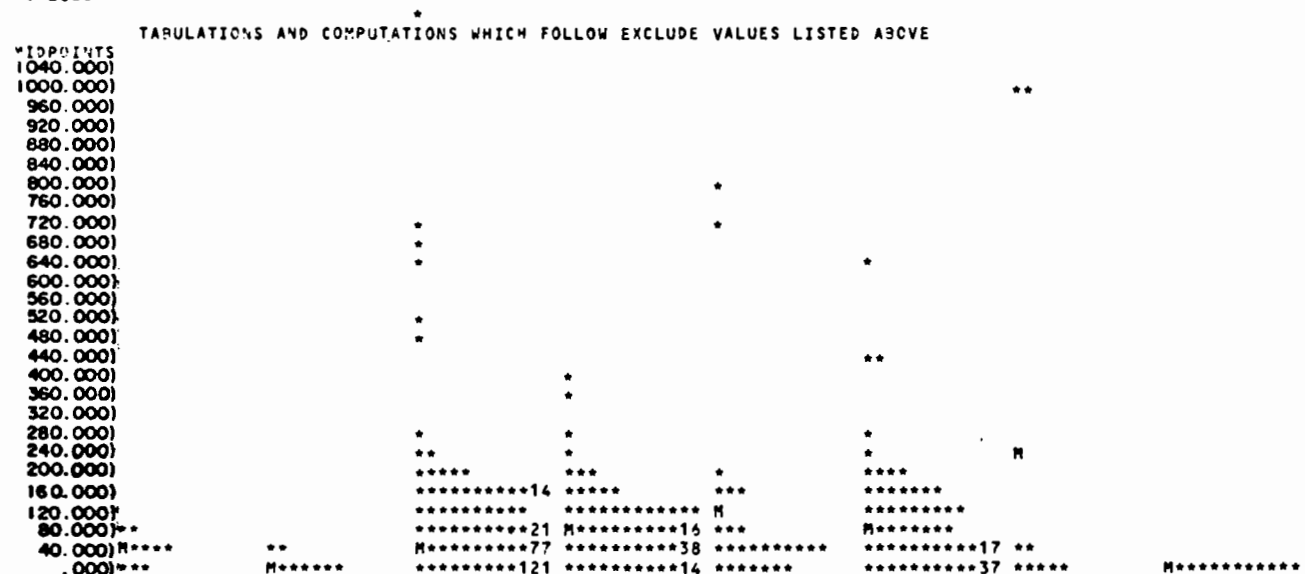 *
TABULATIONS AND COMPUTATIONS WHICH FOLLOW EXCLUDE VALUES LISTED ABOVE
MIDPOINTS
1040.000)
1000.000) **
960.000)
920.000)
880.000)
840.000)
800.000) *
760.000)
720.000) * *
680.000) *
640.000) * *
600.000)
560.000)
520.000) *
480.000) *
440.000) **
400.000) *
360.000) *
320.000)
280.000) * * *
240.000) ** * * M
200.000) ***** *** * ****
160.000) **********14 ***** *** *******
120.000) ********** ************ M *********
80.000)** **********21 M**********16 *** M*******
40.000)M**** ** M*********77 **********38 ********** **********17 **
.000)*** M****** **********121 **********14 ******* **********37 ***** M***********